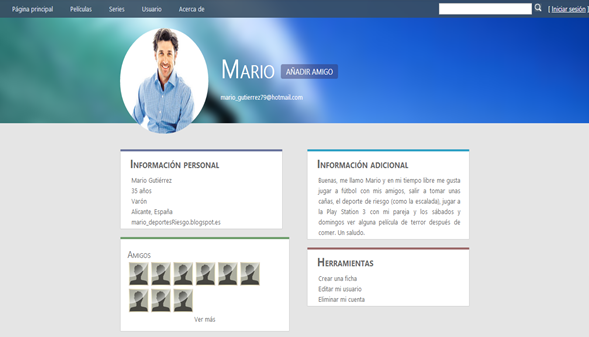 Página principal Películas Series Usuario Acerca de [ Iniciar sesión ]
MARIO AÑADIR AMIGO
mario_gutierrez79@hotmail.com
INFORMACIÓN PERSONAL
Mario Gutiérrez
35 años
Varón
Alicante, España
mario_deportesRiesgo.blogspot.es
AMIGOS
Ver más
INFORMACIÓN ADICIONAL
Buenas, me llamo Mario y en mi tiempo libre me gusta
jugar a fútbol con mis amigos, salir a tomar unas
cañas, el deporte de riesgo (como la escalada), jugar a
la Play Station 3 con mi pareja y los sábados y
domingos ver alguna película de terror después de
comer. Un saludo.
HERRAMIENTAS
Crear una ficha
Editar mi usuario
Eliminar mi cuenta